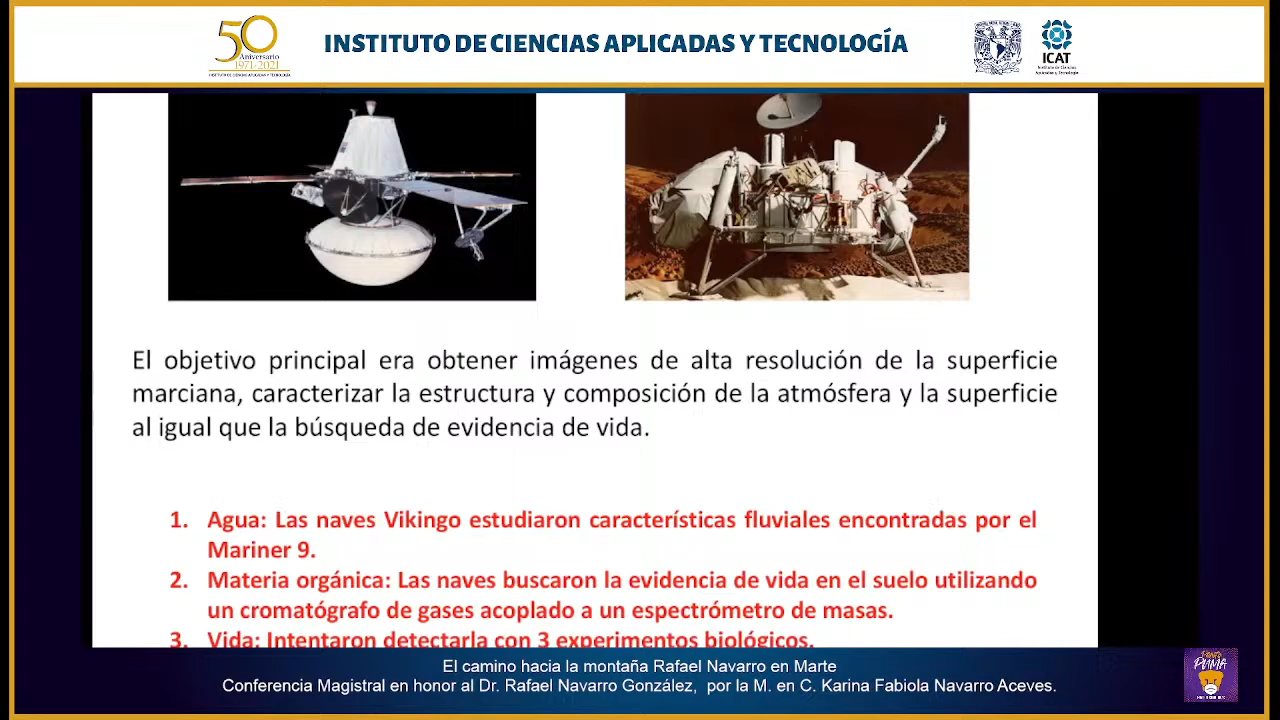 50
Aniversario
1971-2021
INSTITUTO DE CIENCIAS APLICADAS Y TECNOLOGÍA
INSTITUTO DE CIENCIAS APLICADAS Y TECNOLOGÍA
ICAT
Instituto de Ciencias
Aplicadas y Tecnología
El objetivo principal era obtener imágenes de alta resolución de la superficie
marciana, caracterizar la estructura y composición de la atmósfera y la superficie
al igual que la búsqueda de evidencia de vida.
1. Agua: Las naves Vikingo estudiaron características fluviales encontradas por el
Mariner 9.
2. Materia orgánica: Las naves buscaron la evidencia de vida en el suelo utilizando
un cromatógrafo de gases acoplado a un espectrómetro de masas.
3. Vida: Intentaron detectarla con 3 experimentos biológicos.
El camino hacia la montaña Rafael Navarro en Marte
Conferencia Magistral en honor al Dr. Rafael Navarro González, por la M. en C. Karina Fabiola Navarro Aceves.
PUMA